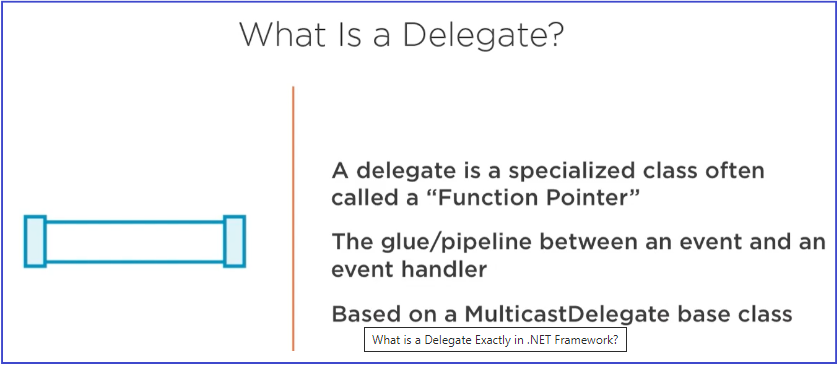 What Is a Delegate?
A delegate is a specialized class often
called a “Function Pointer”
The glue/pipeline between an event and an
event handler
Based on a MulticastDelegate base class
What is a Delegate Exactly in .NET Framework?